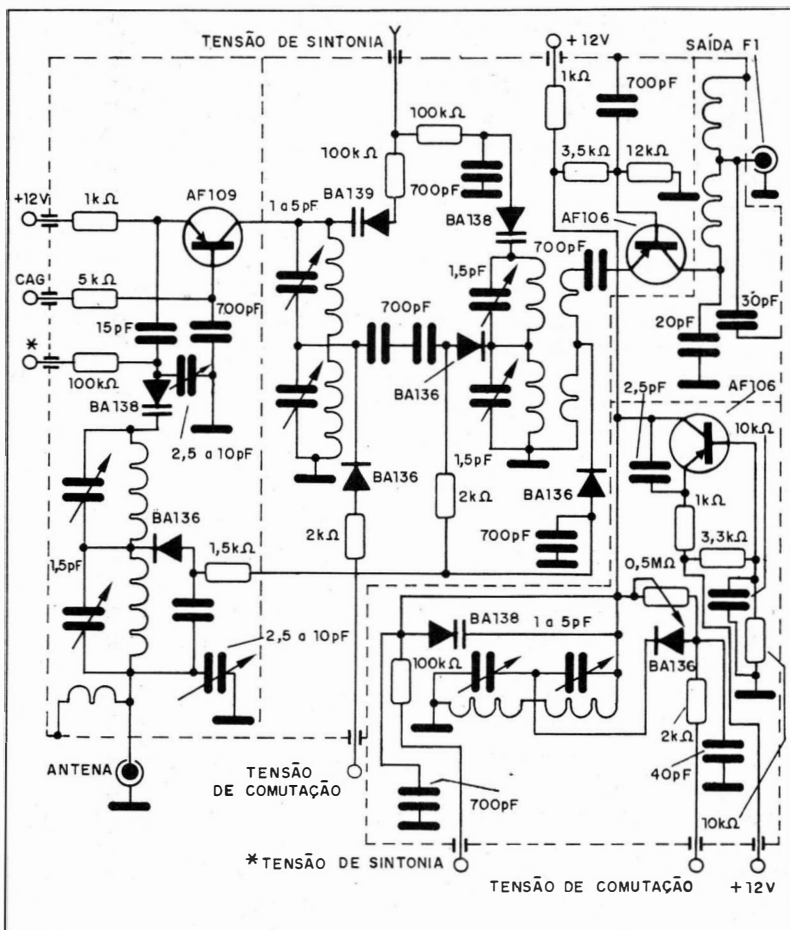 TENSÃO DE SINTONIA
+12V
SAÍDA F1
1kΩ
700pF
100kΩ
100kΩ
3,5kΩ
12kΩ
700pF
+12V
1kΩ
AF109
1 a 5pF
BA139
BA138
AF106
CAG
5kΩ
700pF
1,5pF
700pF
15pF
700pF
30pF
20pF
*
100kΩ
BA138
BA136
AF106
2,5pF
10kΩ
2,5 a 10pF
1,5pF
BA136
BA136
1kΩ
BA136
2kΩ
2kΩ
3,3kΩ
1,5kΩ
700pF
0,5MΩ
1,5pF
BA138
1 a 5pF
2,5 a 10pF
100kΩ
BA136
2kΩ
ANTENA
TENSÃO
DE COMUTAÇÃO
40pF
700pF
10kΩ
*TENSÃO DE SINTONIA
TENSÃO DE COMUTAÇÃO
+12V